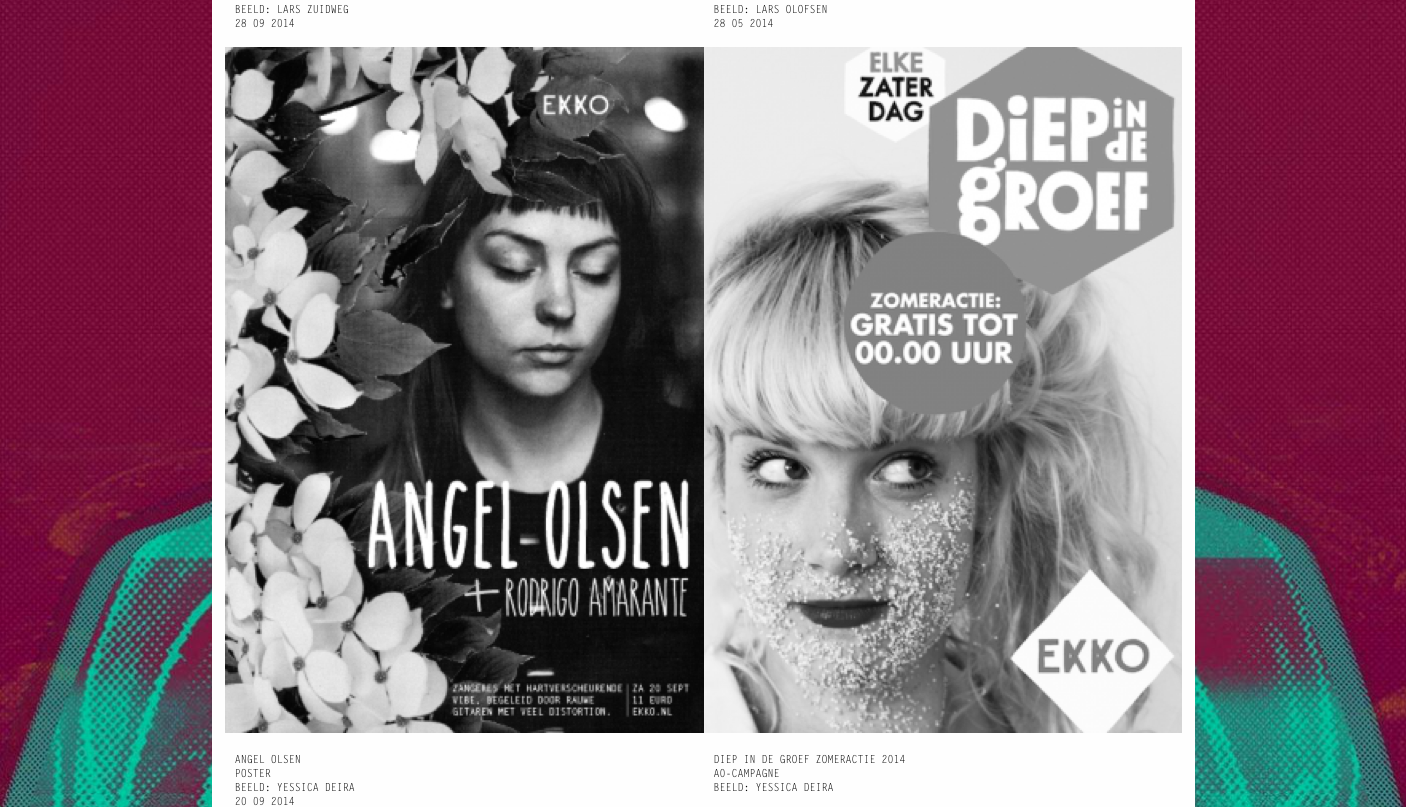 BEELD: LARS ZUIDWEG
28 09 2014
BEELD: LARS OLOFSEN
28 05 2014
EKKO
ANGEL OLSEN
+ RODRIGO AMARANTE
ZANGERES MET HARTVERSCHEURENDE
VIBE, BEGELEID DOOR RAUWE
GITAREN MET VEEL DISTORTION.
ZA 20 SEPT
11 EURO
EKKO.NL
ELKE
ZATER
DAG
DiEP iN
dE
gROEF
ZOMERACTIE:
GRATIS TOT
00.00 UUR
EKKO
ANGEL OLSEN
POSTER
BEELD: YESSICA DEIRA
20 09 2014
DIEP IN DE GROEF ZOMERACTIE 2014
AO-CAMPAGNE
BEELD: YESSICA DEIRA